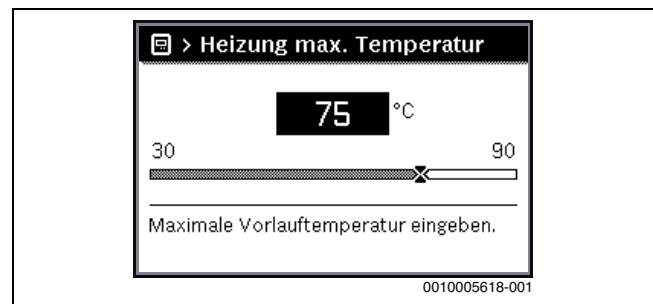 > Heizung max. Temperatur
75 °C
30 90
Maximale Vorlauftemperatur eingeben.
0010005618-001